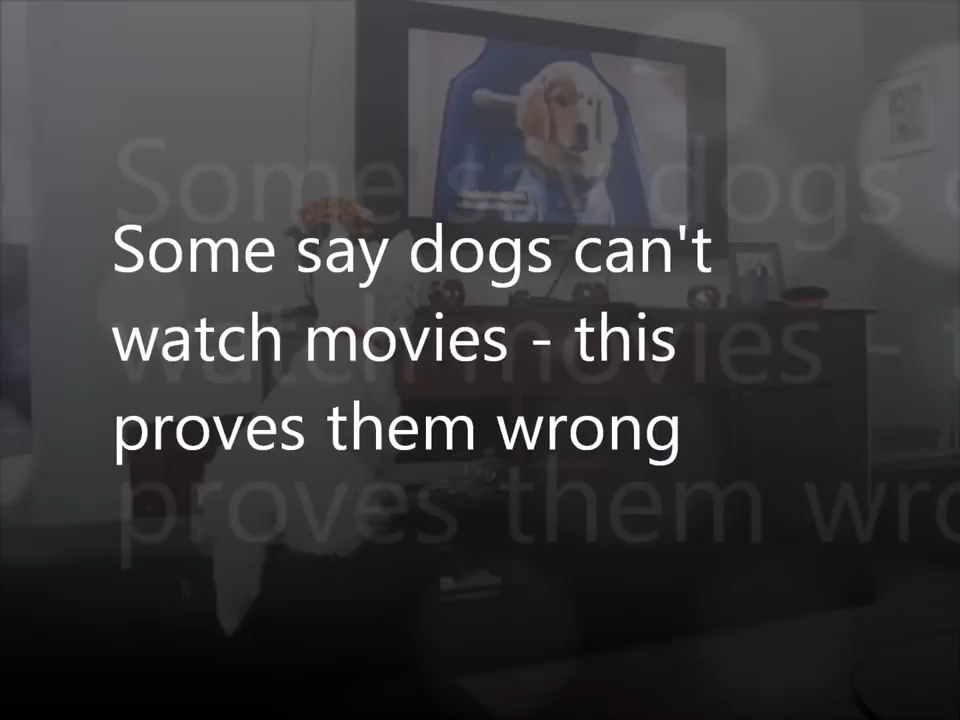 Some say dogs can't
watch movies - this
proves them wrong